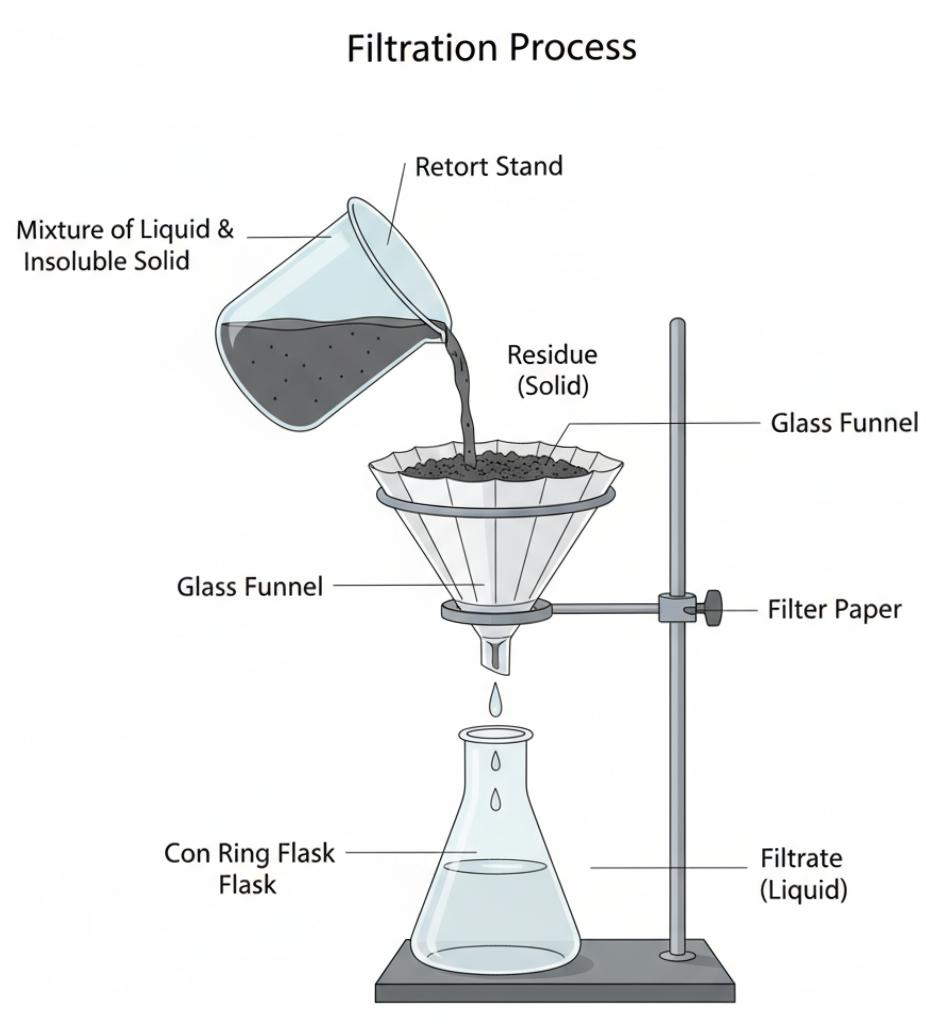 Filtration Process
Retort Stand
Mixture of Liquid &
Insoluble Solid
Residue
(Solid)
Glass Funnel
Glass Funnel
Filter Paper
Con Ring Flask
Flask
Filtrate
(Liquid)